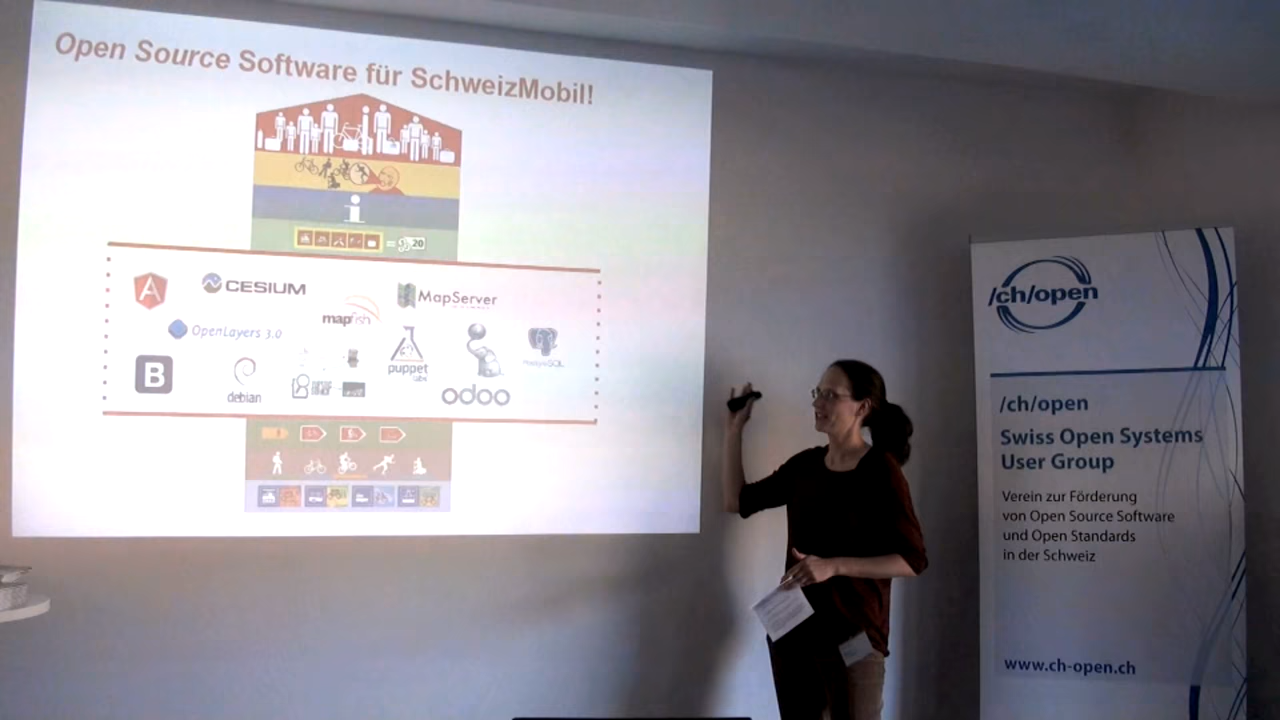 Open Source Software für SchweizMobil!
= 20
CESIUM
MapServer
mapfish
OpenLayers 3.0
puppet
labs
PostgreSQL
B
debian
odoo
/ch/open
/ch/open
Swiss Open Systems
User Group
Verein zur Förderung
von Open Source Software
und Open Standards
in der Schweiz
www.ch-open.ch